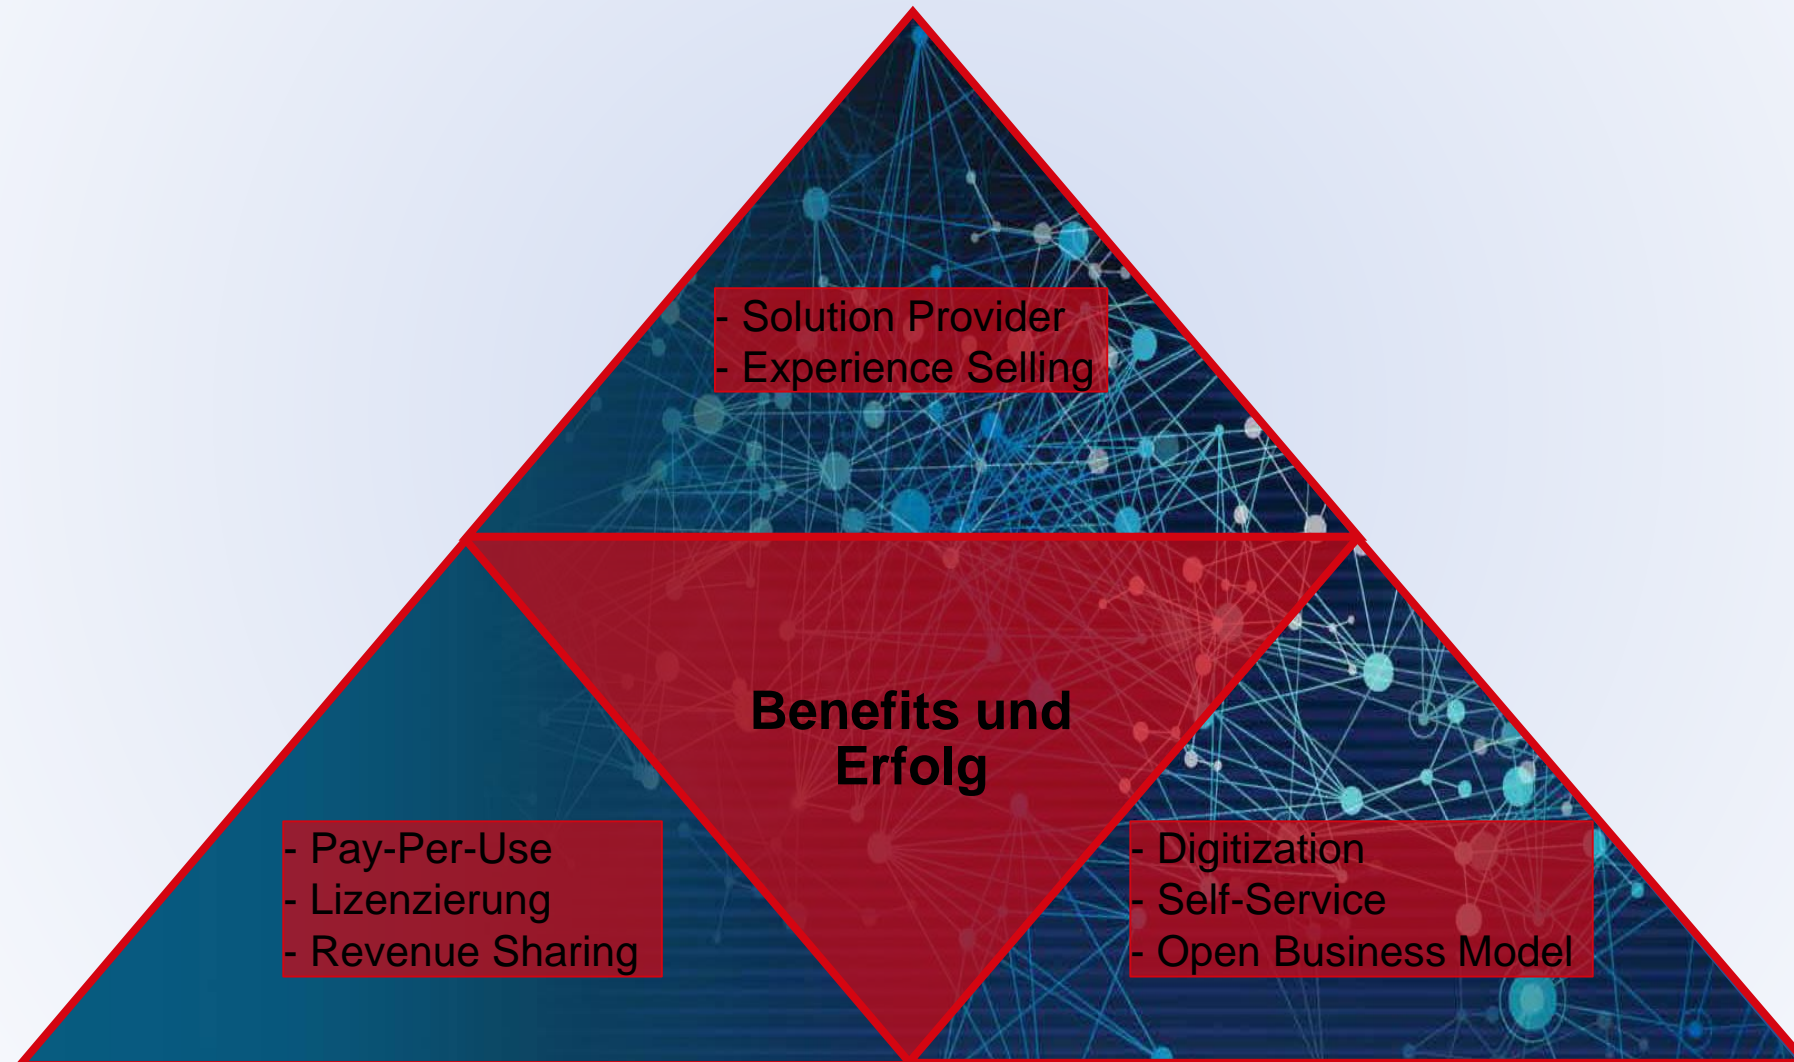 - Solution Provider
- Experience Selling
Benefits und
Erfolg
- Pay-Per-Use
- Lizenzierung
- Revenue Sharing
- Digitization
- Self-Service
- Open Business Model